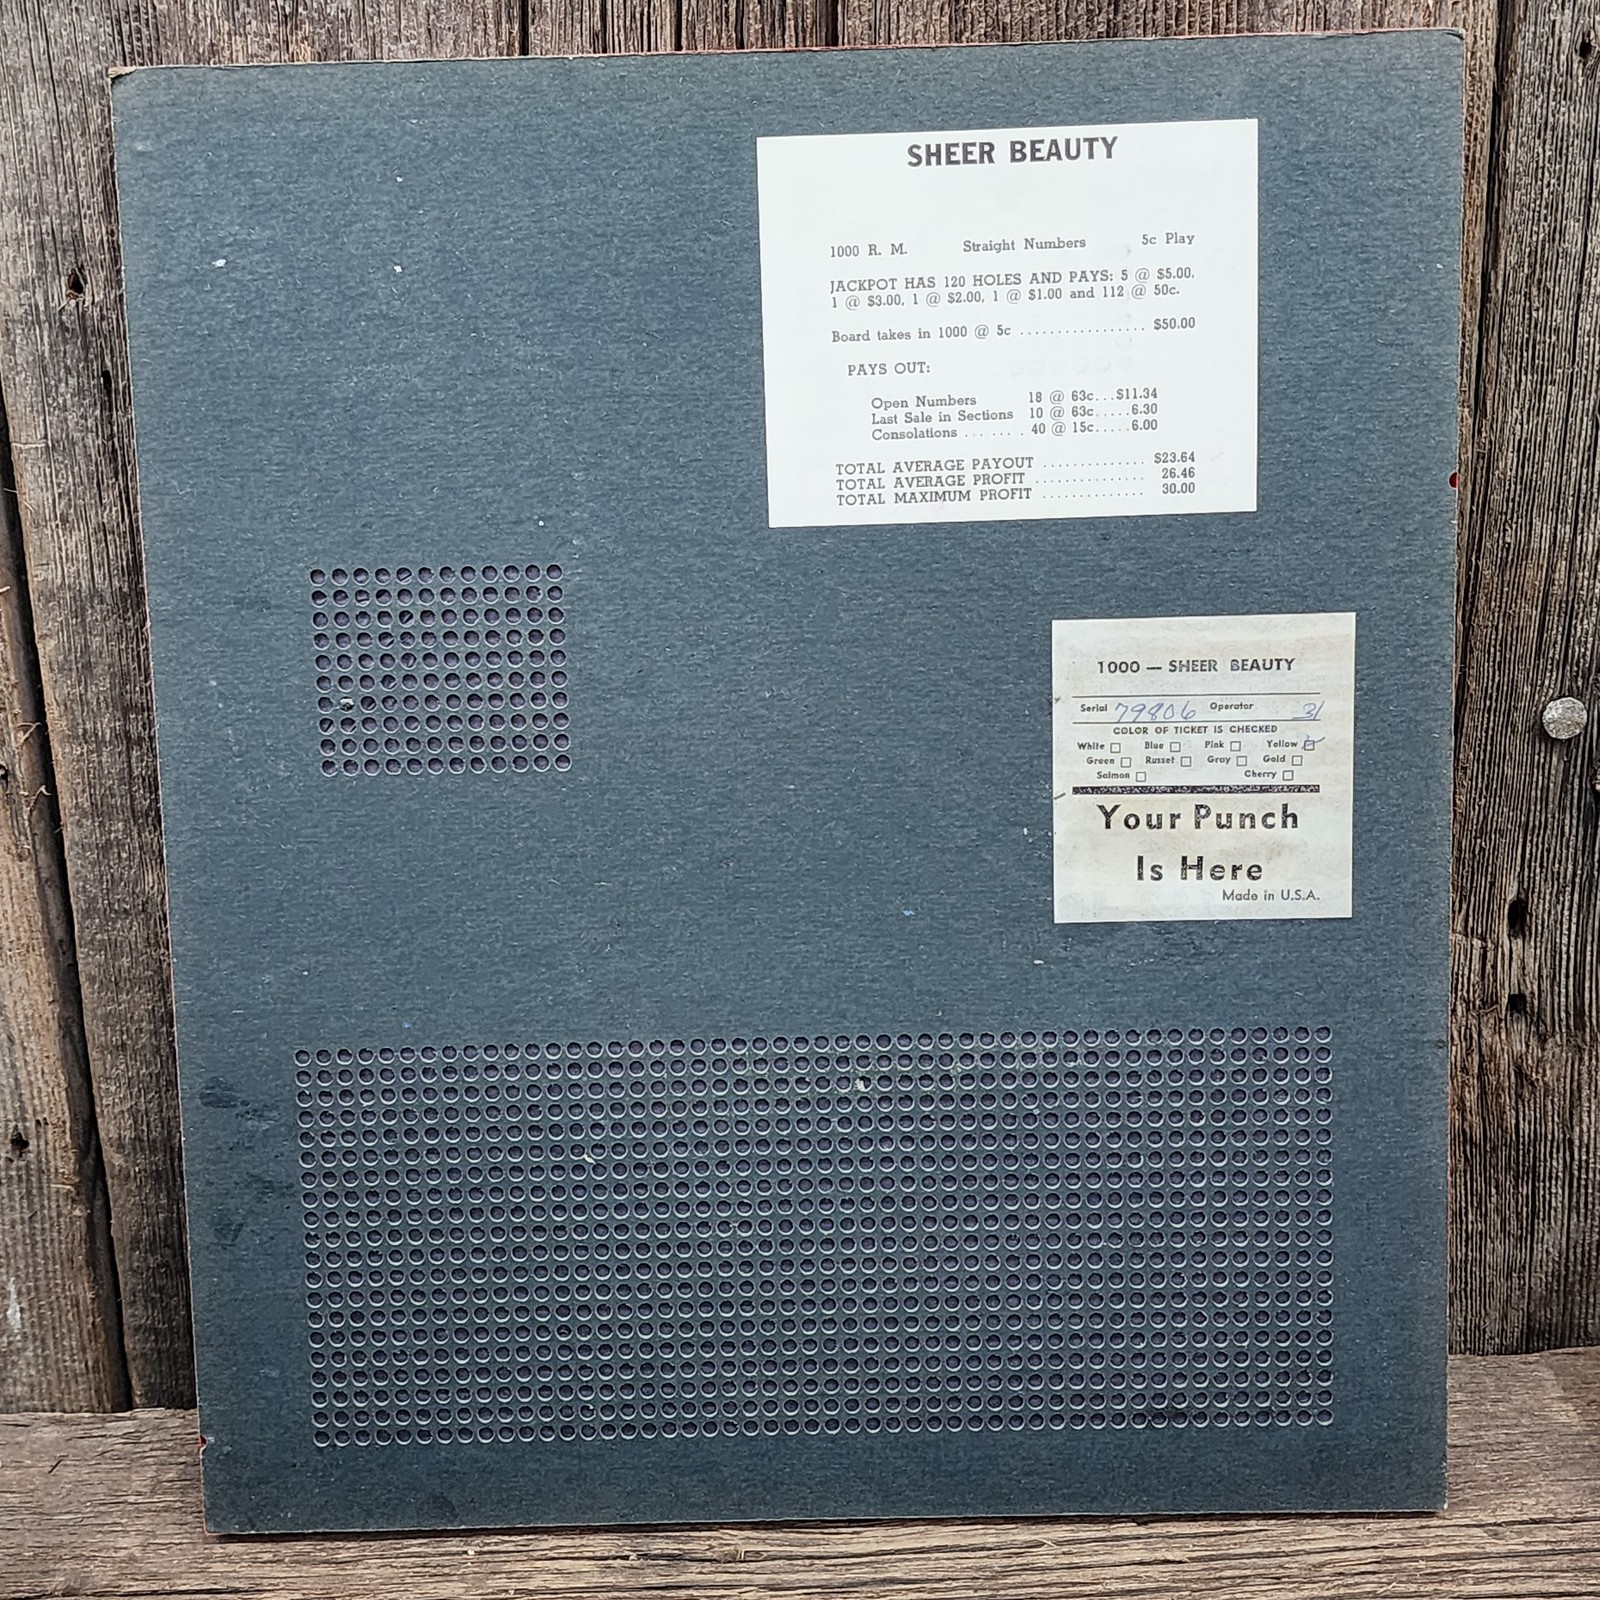 SHEER BEAUTY
1000 R. M. Straight Numbers 5c Play
JACKPOT HAS 120 HOLES AND PAYS: 5 @ $5.00,
1 @ $3.00, 1 @ $2.00, 1 @ $1.00 and 112 @ 50c.
Board takes in 1000 @ 5c ................. $50.00
PAYS OUT:
Open Numbers 18 @ 63c...$11.34
Last Sale in Sections 10 @ 63c.....6.30
Consolations ... ... . 40 @ 15c.....6.00
TOTAL AVERAGE PAYOUT .............. $23.64
TOTAL AVERAGE PROFIT ............... 26.46
TOTAL MAXIMUM PROFIT .............. 30.00
1000 — SHEER BEAUTY
Serial 79806 Operator 31
COLOR OF TICKET IS CHECKED
White Blue Pink Yellow
Green Russet Gray Gold
Salmon Cherry
Your Punch
Is Here
Made in U.S.A.